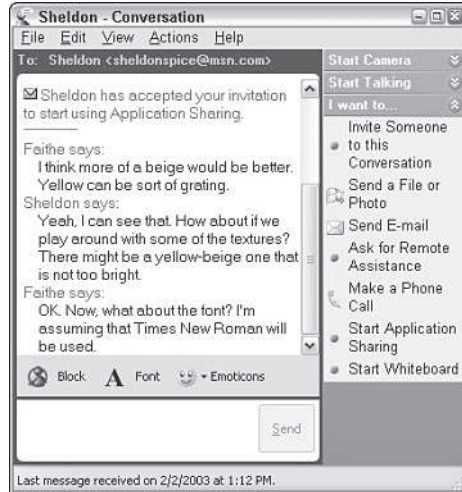 Sheldon - Conversation
File Edit View Actions Help
To: Sheldon <sheldonspice@msn.com>
Sheldon has accepted your invitation
to start using Application Sharing.
Faithe says:
I think more of a beige would be better.
Yellow can be sort of grating.
Sheldon says:
Yeah, I can see that. How about if we
play around with some of the textures?
There might be a yellow-beige one that
is not too bright.
Faithe says:
OK. Now, what about the font? I'm
assuming that Times New Roman will
be used.
Block A Font Emoticons
Send
Last message received on 2/2/2003 at 1:12 PM.
Start Camera
Start Talking
I want to...
Invite Someone
to this
Conversation
Send a File or
Photo
Send E-mail
Ask for Remote
Assistance
Make a Phone
Call
Start Application
Sharing
Start Whiteboard